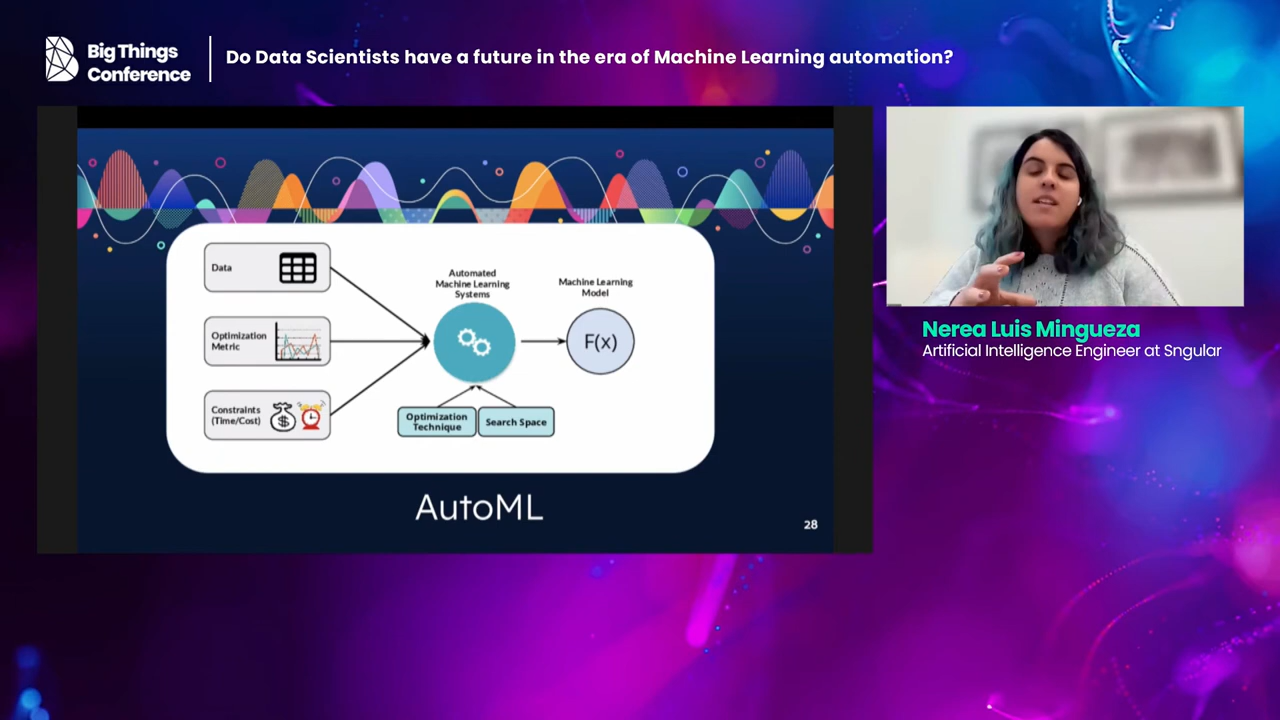 Big Things
Conference
Do Data Scientists have a future in the era of Machine Learning automation?
Data
Optimization
Metric
Constraints
(Time/Cost)
$
Automated
Machine Learning
Systems
Optimization
Technique
Search Space
Machine Learning
Model
F(x)
AutoML
28
Nerea Luis Mingueza
Artificial Intelligence Engineer at Sngular